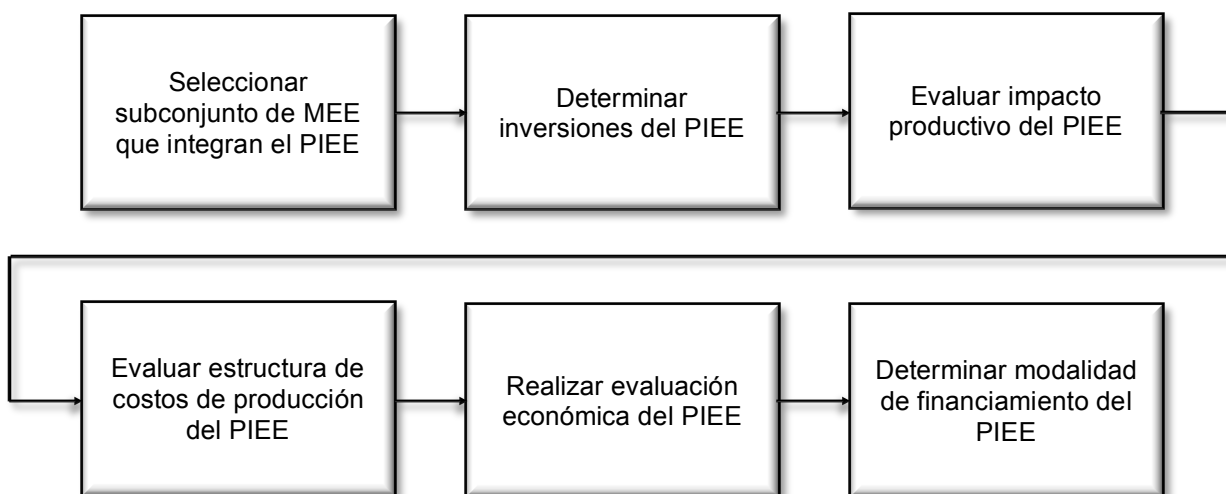 Seleccionar
subconjunto de MEE
que integran el PIEE
Determinar
inversiones del PIEE
Evaluar impacto
productivo del PIEE
Evaluar estructura de
costos de producción
del PIEE
Realizar evaluación
económica del PIEE
Determinar modalidad
de financiamiento del
PIEE